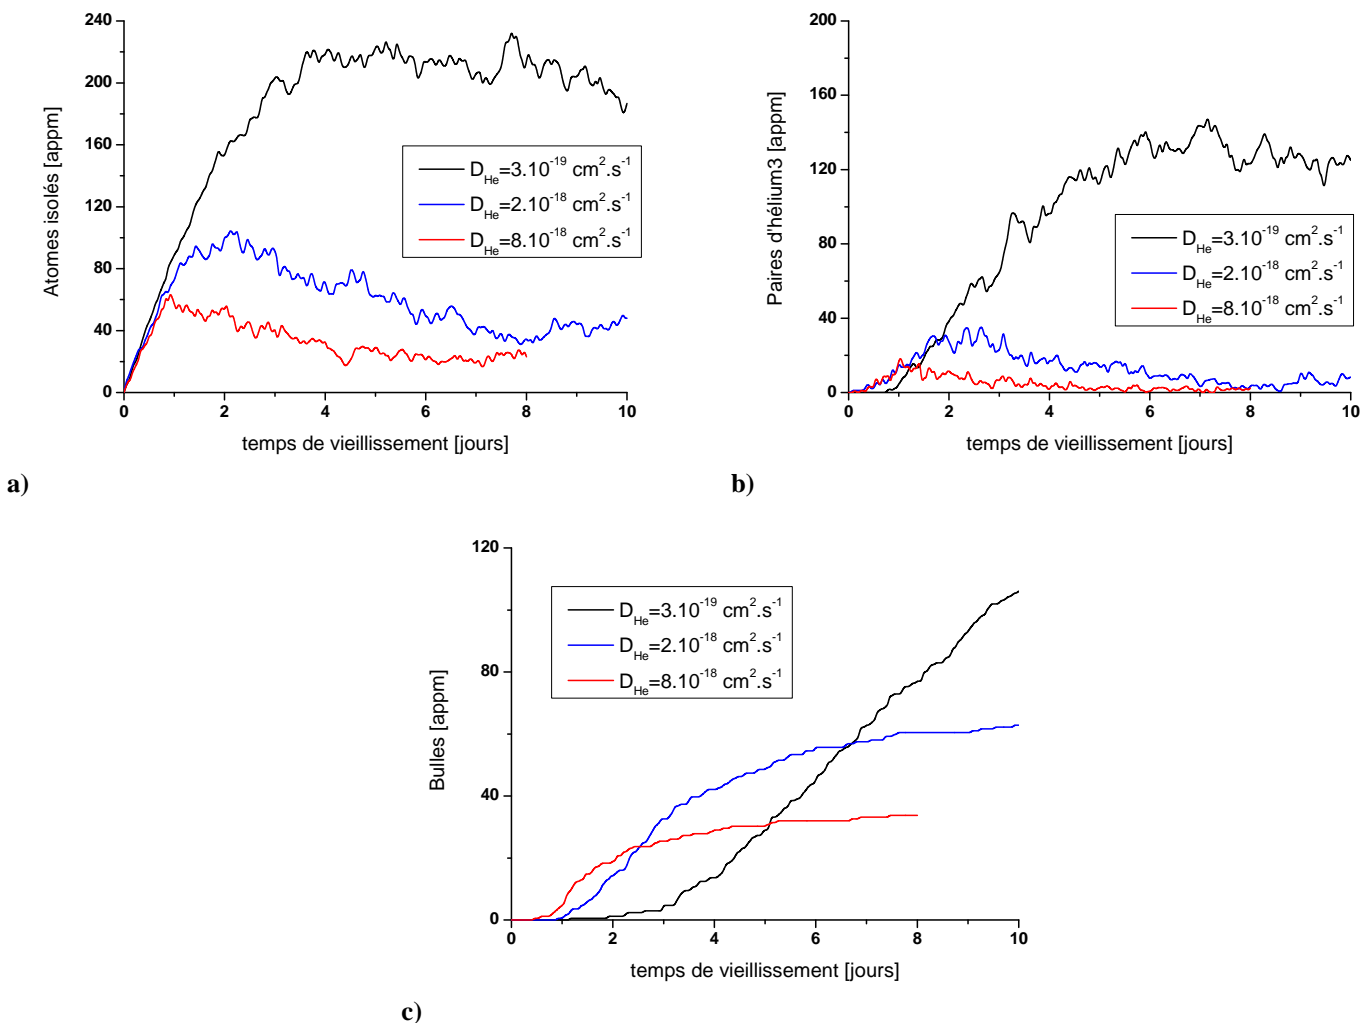 240
200
160
120
80
40
0
Atomes isolés [appm]
D_He=3.10^-19 cm^2.s^-1
D_He=2.10^-18 cm^2.s^-1
D_He=8.10^-18 cm^2.s^-1
0 2 4 6 8 10
temps de vieillissement [jours]
a)
200
160
120
80
40
0
Paires d'hélium3 [appm]
D_He=3.10^-19 cm^2.s^-1
D_He=2.10^-18 cm^2.s^-1
D_He=8.10^-18 cm^2.s^-1
0 2 4 6 8 10
temps de vieillissement [jours]
b)
120
80
40
0
Bulles [appm]
D_He=3.10^-19 cm^2.s^-1
D_He=2.10^-18 cm^2.s^-1
D_He=8.10^-18 cm^2.s^-1
0 2 4 6 8 10
temps de vieillissement [jours]
c)